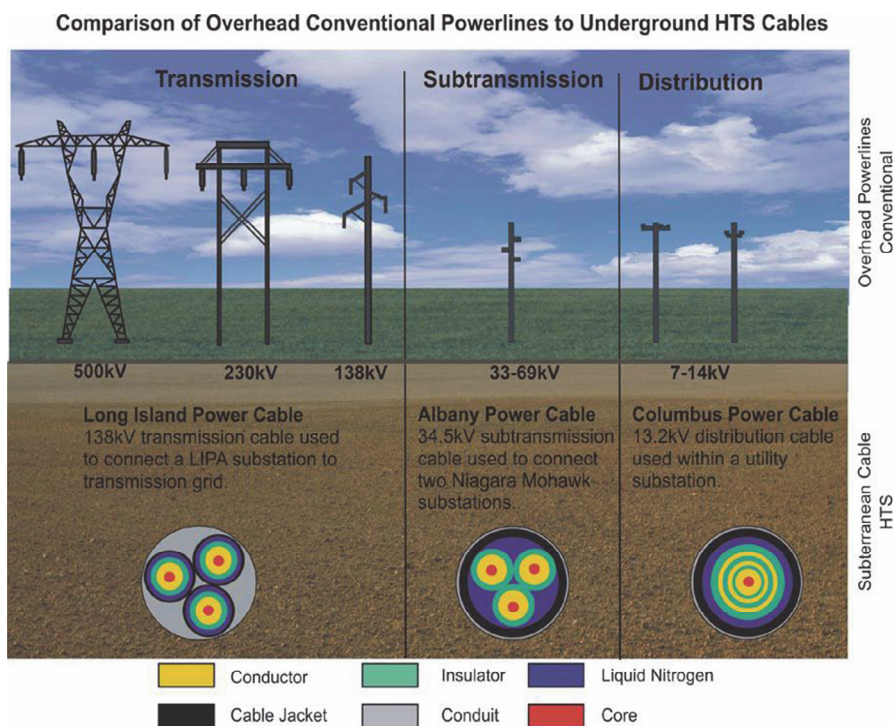 Comparison of Overhead Conventional Powerlines to Underground HTS Cables
Transmission
Subtransmission
Distribution
Overhead Powerlines
Conventional
500kV
230kV
138kV
33-69kV
7-14kV
Long Island Power Cable
138kV transmission cable used
to connect a LIPA substation to
transmission grid.
Albany Power Cable
34.5kV subtransmission
cable used to connect
two Niagara Mohawk
substations.
Columbus Power Cable
13.2kV distribution cable
used within a utility
substation.
Subterranean Cable
HTS
Conductor
Insulator
Liquid Nitrogen
Cable Jacket
Conduit
Core